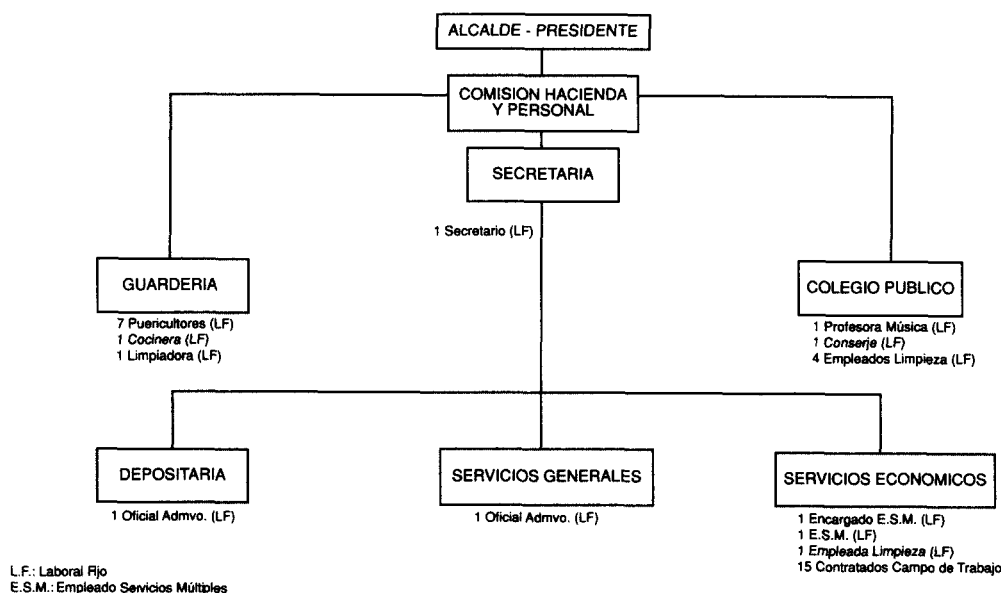 ALCALDE - PRESIDENTE
COMISION HACIENDA
Y PERSONAL
SECRETARIA
1 Secretario (LF)
GUARDERIA
7 Puericultores (LF)
1 Cocinera (LF)
1 Limpiadora (LF)
COLEGIO PUBLICO
1 Profesora Música (LF)
1 Conserje (LF)
4 Empleados Limpieza (LF)
DEPOSITARIA
1 Oficial Admvo. (LF)
SERVICIOS GENERALES
1 Oficial Admvo. (LF)
SERVICIOS ECONOMICOS
1 Encargado E.S.M. (LF)
1 E.S.M. (LF)
1 Empleada Limpieza (LF)
15 Contratados Campo de Trabajo
L.F.: Laboral Fijo
E.S.M.: Empleado Servicios Múltiples